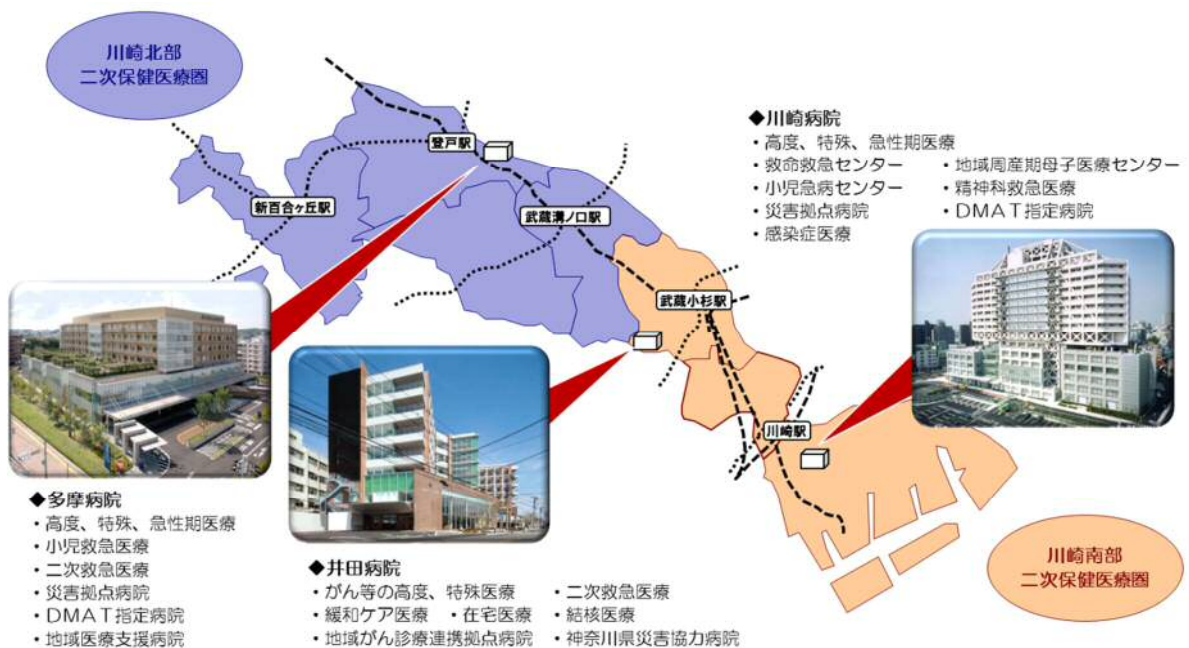 川崎北部
二次保健医療圏
登戸駅
新百合ヶ丘駅
武蔵溝ノ口駅
武蔵小杉駅
川崎駅
◆川崎病院
・高度、特殊、急性期医療
・救命救急センター ・地域周産期母子医療センター
・小児急病センター ・精神科救急医療
・災害拠点病院 ・DMAT指定病院
・感染症医療
◆多摩病院
・高度、特殊、急性期医療
・小児救急医療
・二次救急医療
・災害拠点病院
・DMAT指定病院
・地域医療支援病院
◆井田病院
・がん等の高度、特殊医療 ・二次救急医療
・緩和ケア医療 ・在宅医療 ・結核医療
・地域がん診療連携拠点病院 ・神奈川県災害協力病院
川崎南部
二次保健医療圏